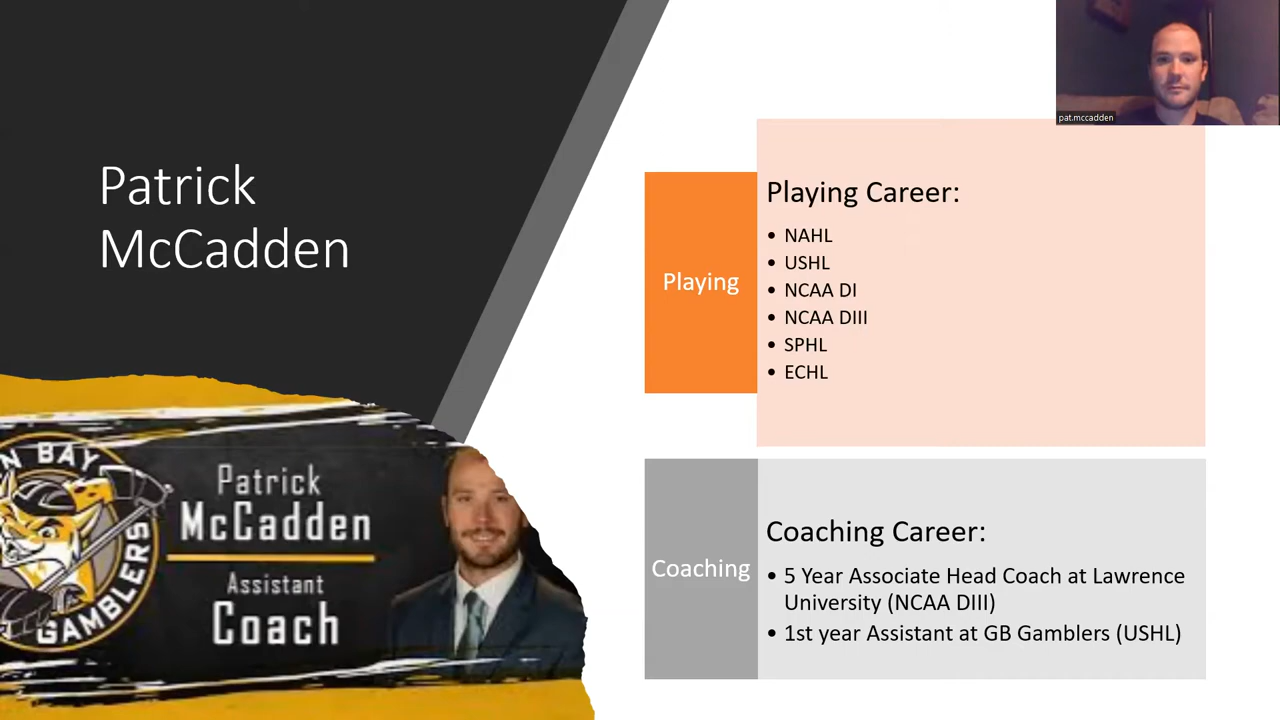 Patrick
McCadden
pat.mccadden
Playing
Playing Career:
• NAHL
• USHL
• NCAA DI
• NCAA DIII
• SPHL
• ECHL
Coaching
Coaching Career:
• 5 Year Associate Head Coach at Lawrence
University (NCAA DIII)
• 1st year Assistant at GB Gamblers (USHL)
N BAY
GAMBLERS
Patrick
McCadden
Assistant
Coach